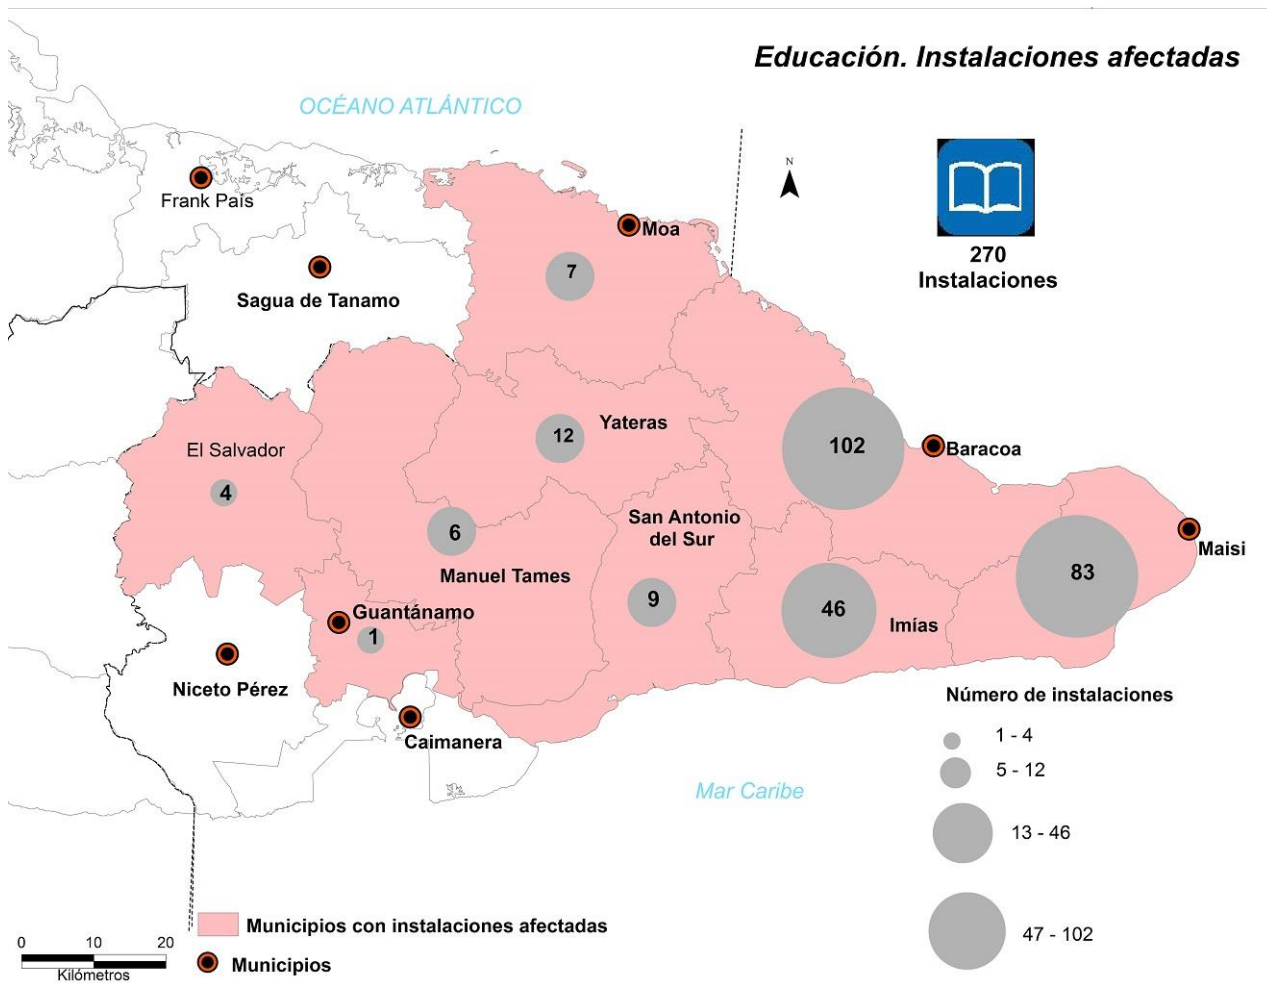 Educación. Instalaciones afectadas
OCÉANO ATLÁNTICO
N
270
Instalaciones
Frank País
Moa
7
Sagua de Tanamo
Yateras
12
102
Baracoa
El Salvador
4
San Antonio
del Sur
6
Manuel Tames
Maisi
83
9
46
Imías
Guantánamo
1
Niceto Pérez
Caimanera
Mar Caribe
Número de instalaciones
1 - 4
5 - 12
13 - 46
47 - 102
Municipios con instalaciones afectadas
0 10 20
Kilómetros
Municipios